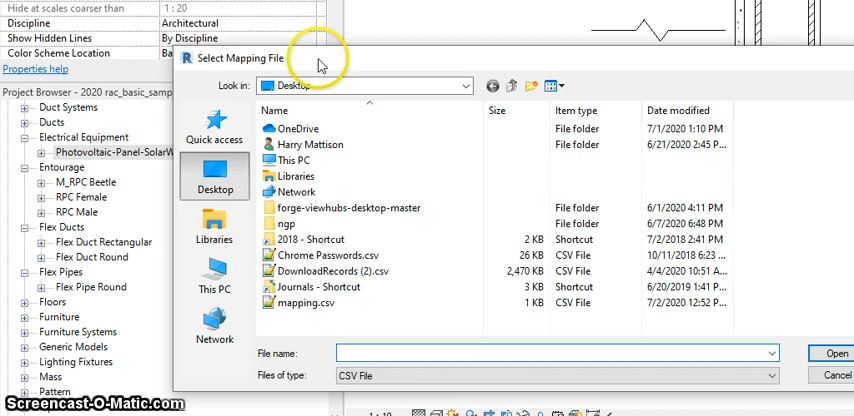 Hide at scales coarser than
1 : 20
Discipline
Architectural
Show Hidden Lines
By Discipline
Color Scheme Location
Ba
Properties help
Project Browser - 2020 rac_basic_samp
Duct Systems
Ducts
Electrical Equipment
Photovoltaic-Panel-SolarW
Entourage
M_RPC Beetle
RPC Female
RPC Male
Flex Ducts
Flex Duct Rectangular
Flex Duct Round
Flex Pipes
Flex Pipe Round
Floors
Furniture
Furniture Systems
Generic Models
Lighting Fixtures
Mass
Pattern
Select Mapping File
Look in:
Desktop
Quick access
Desktop
Libraries
This PC
Network
Name
Size
Item type
Date modified
OneDrive
File folder
7/1/2020 1:10 PM
Harry Mattison
File folder
6/21/2020 2:45 P...
This PC
Libraries
Network
forge-viewhubs-desktop-master
File folder
6/1/2020 4:11 PM
ngp
File folder
6/7/2020 6:48 PM
2018 - Shortcut
2 KB
Shortcut
7/2/2018 2:41 PM
Chrome Passwords.csv
26 KB
CSV File
10/11/2018 6:23 ...
DownloadRecords (2).csv
2,470 KB
CSV File
4/4/2020 10:51 A...
Journals - Shortcut
3 KB
Shortcut
6/20/2019 1:41 P...
mapping.csv
1 KB
CSV File
7/2/2020 12:52 P...
File name:
Open
Files of type:
CSV File
Cancel
1 : 10
Screencast-O-Matic.com